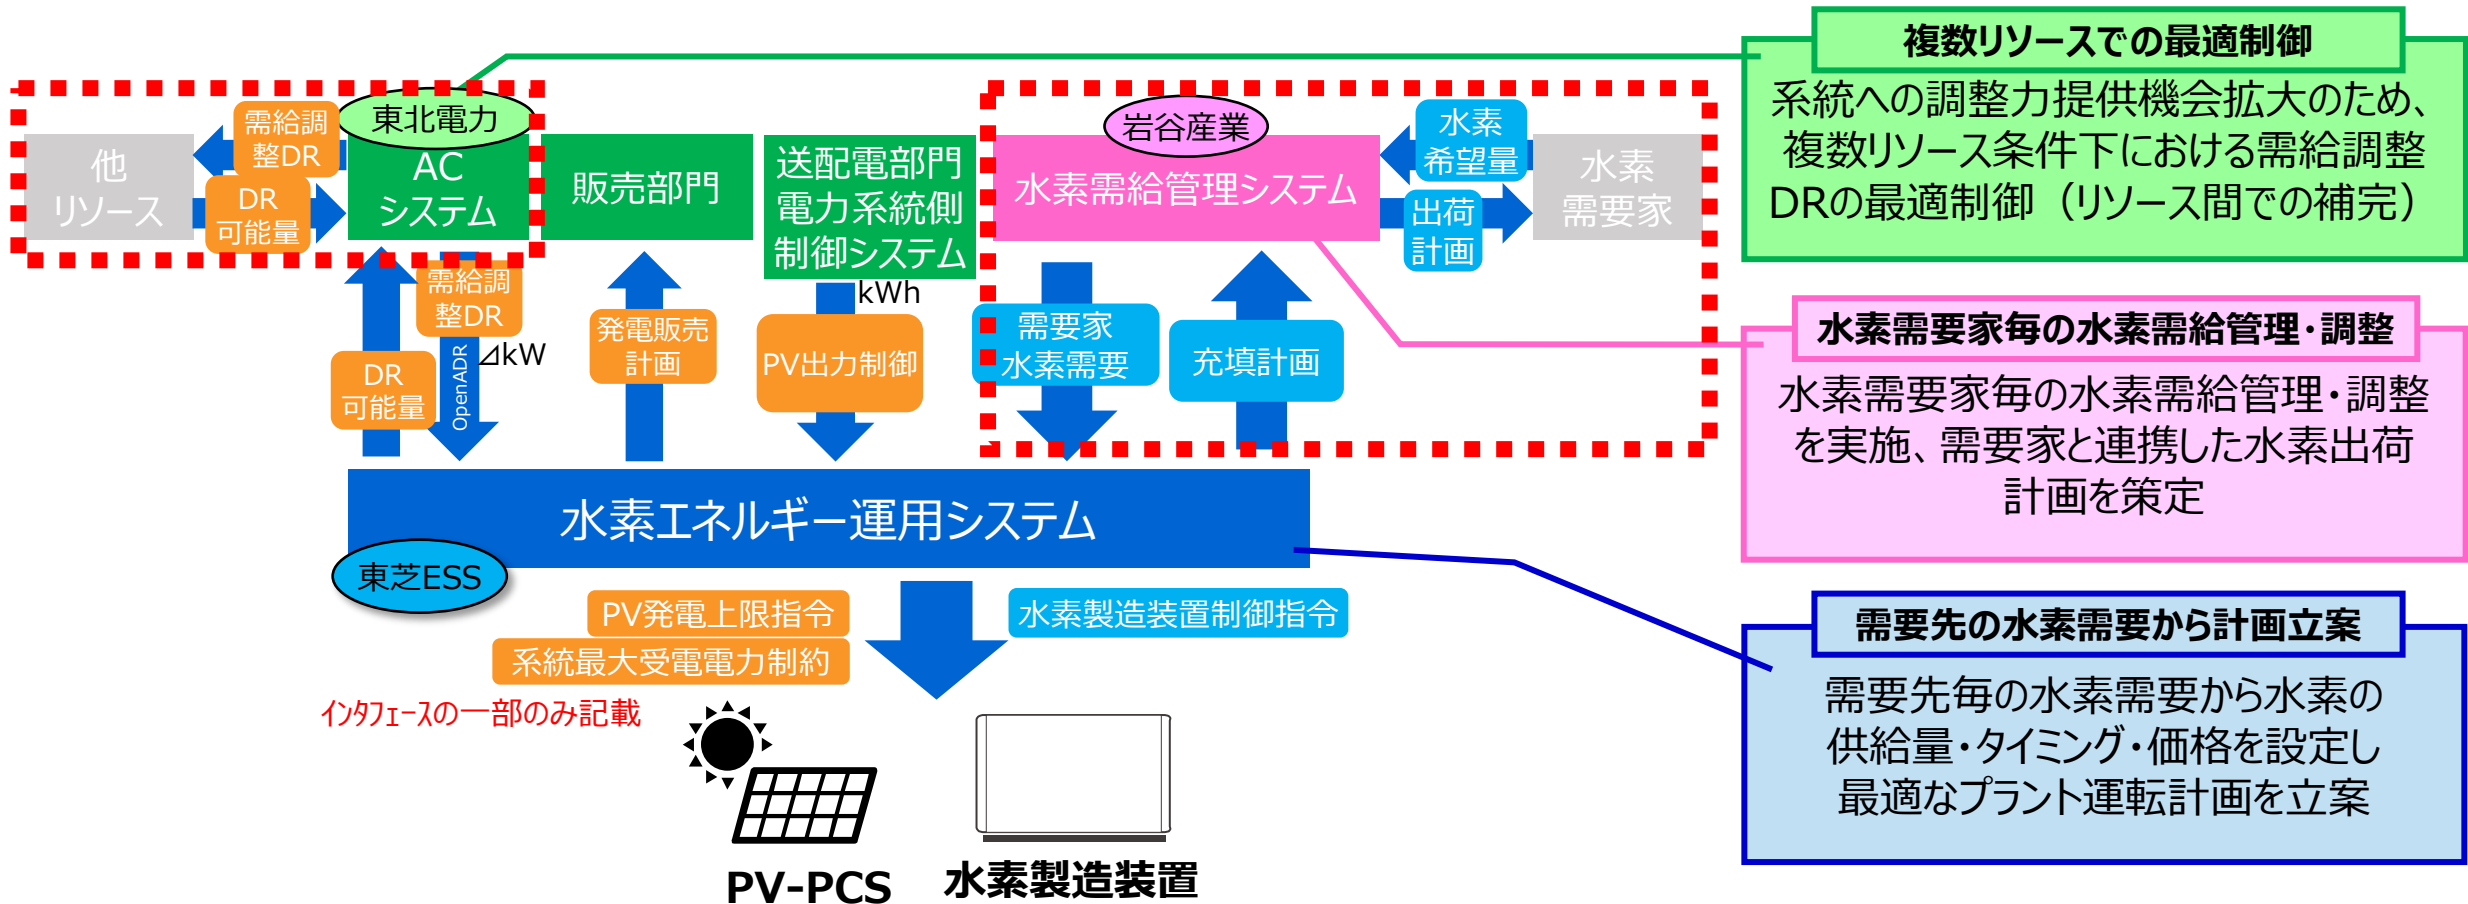 複数リソースでの最適制御
系統への調整力提供機会拡大のため、
複数リソース条件下における需給調整
DRの最適制御（リソース間での補完）
東北電力
岩谷産業
需給調
整DR
他
リソース
DR
可能量
AC
システム
販売部門
送配電部門
電力系統側
制御システム
水素需給管理システム
水素
希望量
出荷
計画
水素
需要家
需給調
整DR
⊿kW
OpenADR
DR
可能量
発電販売
計画
kWh
PV出力制御
需要家
水素需要
充填計画
水素需要家毎の水素需給管理・調整
水素需要家毎の水素需給管理・調整
を実施、需要家と連携した水素出荷
計画を策定
水素エネルギー運用システム
東芝ESS
PV発電上限指令
系統最大受電電力制約
水素製造装置制御指令
需要先の水素需要から計画立案
需要先毎の水素需要から水素の
供給量・タイミング・価格を設定し
最適なプラント運転計画を立案
ｲﾝﾀﾌｪｰｽの一部のみ記載
PV-PCS
水素製造装置